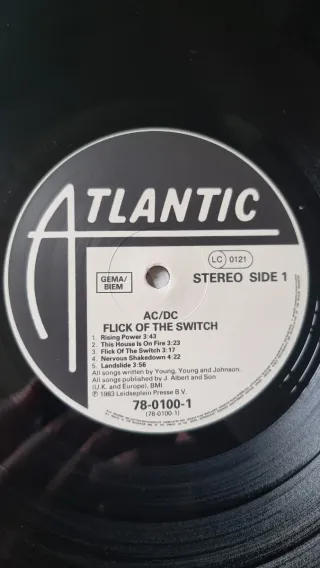 ATLANTIC
GEMA/
BIEM
LC 0121
STEREO SIDE 1
AC/DC
FLICK OF THE SWITCH
1. Rising Power 3:43
2. This House Is On Fire 3:23
3. Flick Of The Switch 3:17
4. Nervous Shakedown 4:22
5. Landslide 3:56
All songs written by Young, Young and Johnson.
All songs published by J. Albert and Son
(U.K. and Europe), BMI
℗ 1983 Leidseplein Presse B.V.
78-0100-1
(78-0100-1)